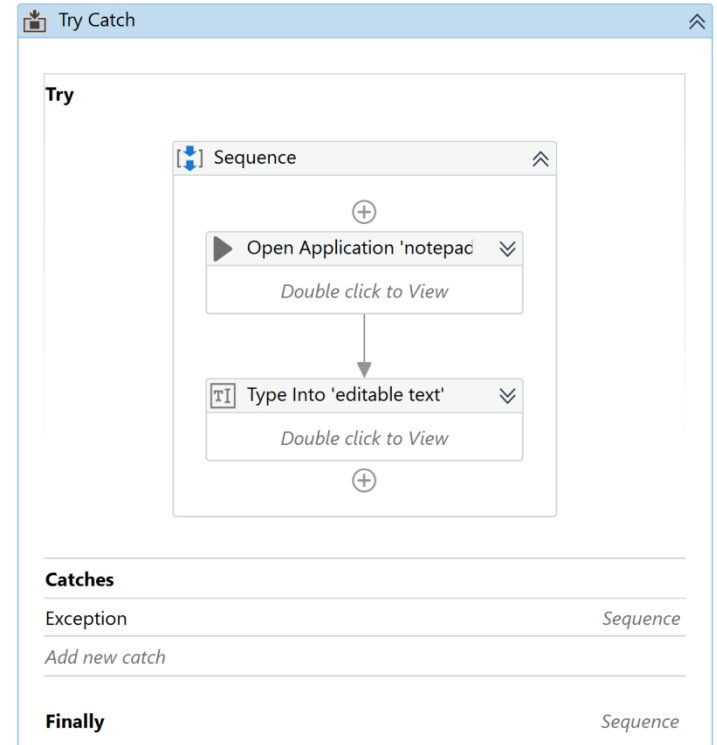 Try Catch
Try
Sequence
Open Application 'notepad
Double click to View
TI Type Into 'editable text'
Double click to View
Catches
Exception Sequence
Add new catch
Finally Sequence